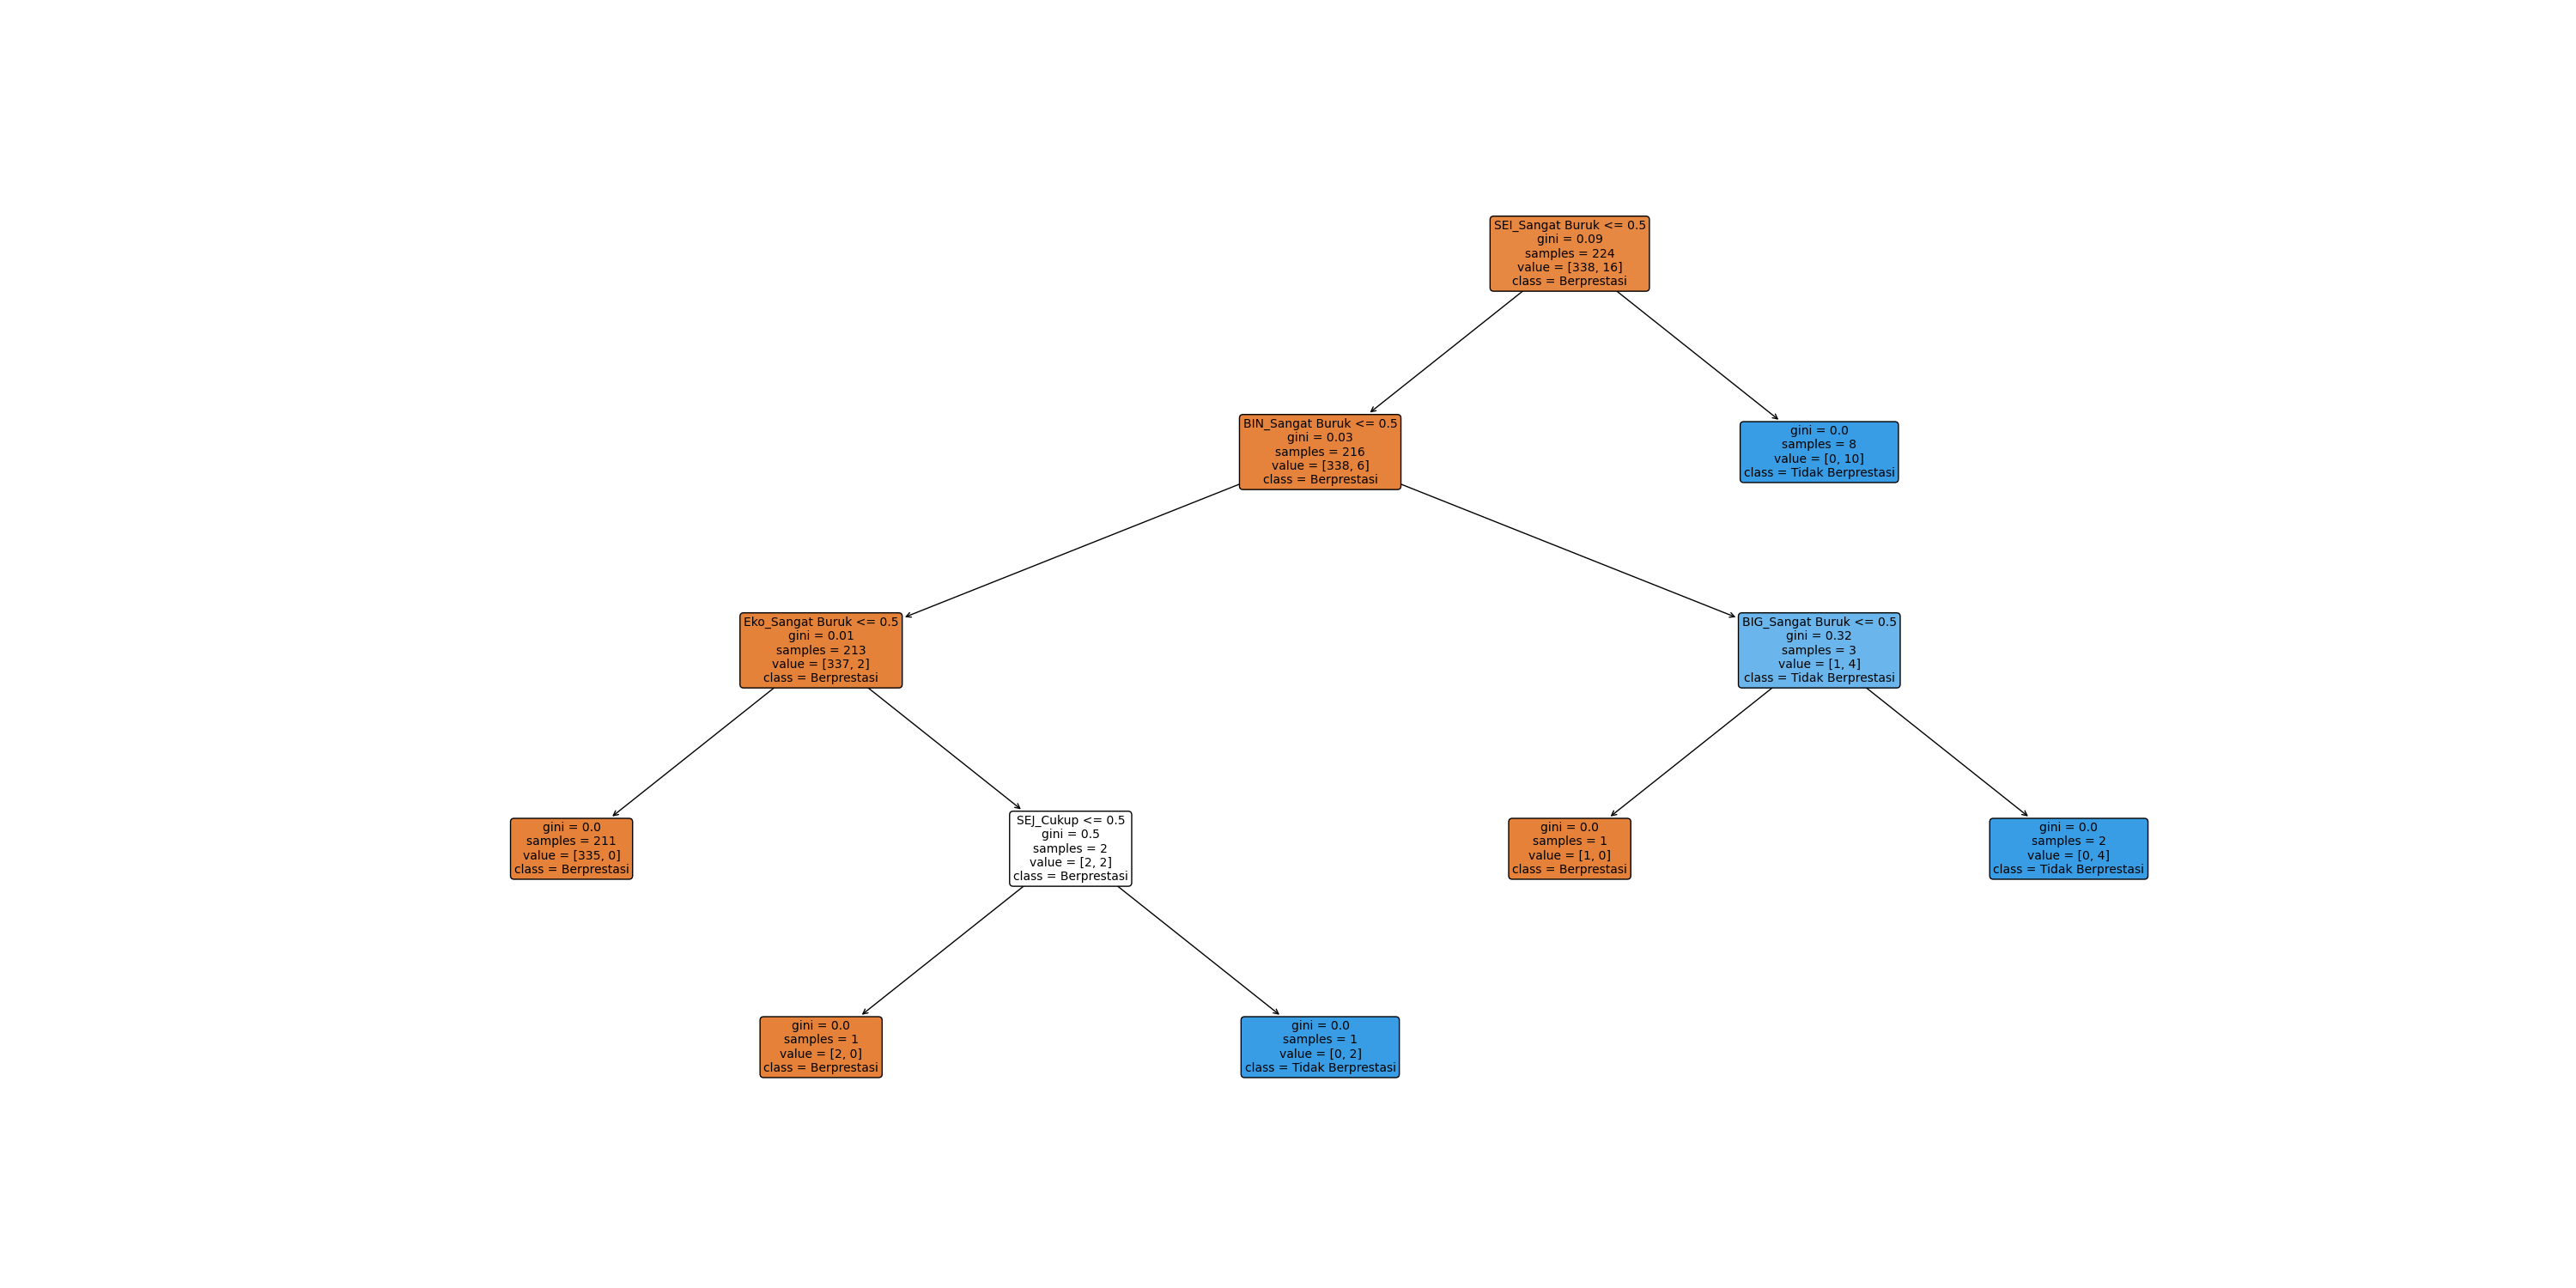 SEI_Sangat Buruk <= 0.5
gini = 0.09
samples = 224
value = [338, 16]
class = Berprestasi
BIN_Sangat Buruk <= 0.5
gini = 0.03
samples = 216
value = [338, 6]
class = Berprestasi
gini = 0.0
samples = 8
value = [0, 10]
class = Tidak Berprestasi
Eko_Sangat Buruk <= 0.5
gini = 0.01
samples = 213
value = [337, 2]
class = Berprestasi
BIG_Sangat Buruk <= 0.5
gini = 0.32
samples = 3
value = [1, 4]
class = Tidak Berprestasi
gini = 0.0
samples = 211
value = [335, 0]
class = Berprestasi
SEJ_Cukup <= 0.5
gini = 0.5
samples = 2
value = [2, 2]
class = Berprestasi
gini = 0.0
samples = 1
value = [1, 0]
class = Berprestasi
gini = 0.0
samples = 2
value = [0, 4]
class = Tidak Berprestasi
gini = 0.0
samples = 1
value = [2, 0]
class = Berprestasi
gini = 0.0
samples = 1
value = [0, 2]
class = Tidak Berprestasi